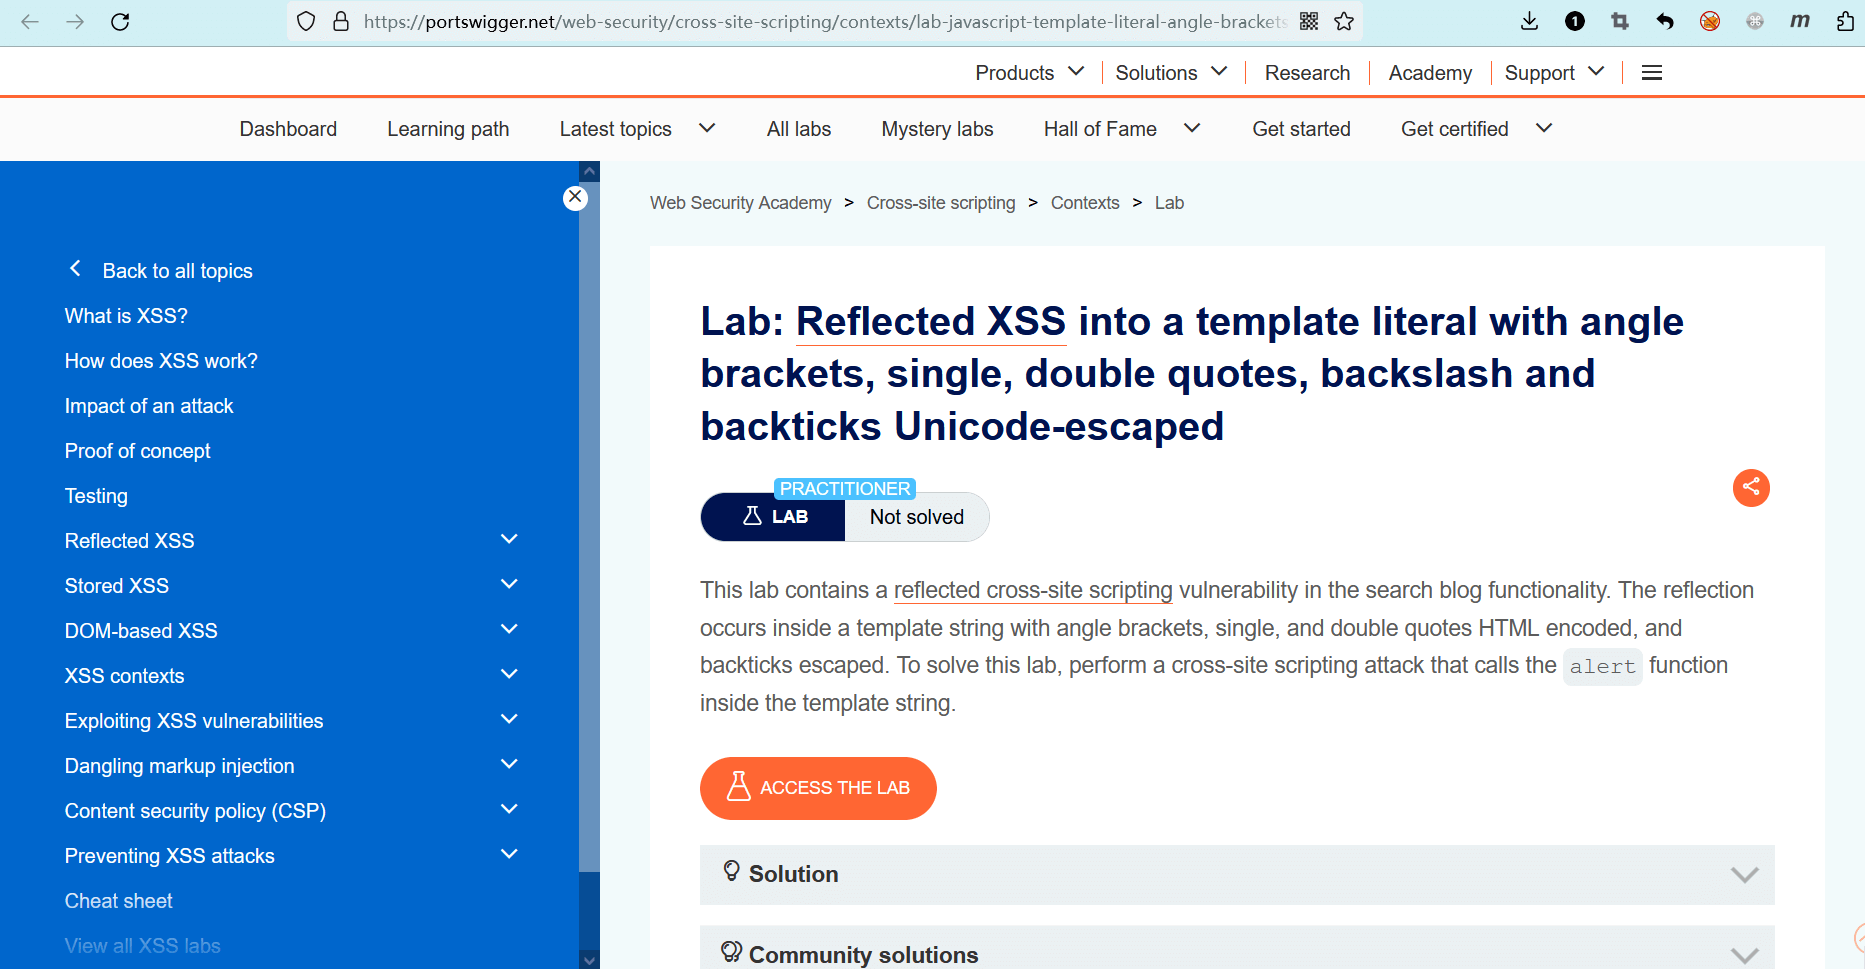 https://portswigger.net/web-security/cross-site-scripting/contexts/lab-javascript-template-literal-angle-brackets
1
m
Products
Solutions
Research
Academy
Support
Dashboard
Learning path
Latest topics
All labs
Mystery labs
Hall of Fame
Get started
Get certified
Back to all topics
What is XSS?
How does XSS work?
Impact of an attack
Proof of concept
Testing
Reflected XSS
Stored XSS
DOM-based XSS
XSS contexts
Exploiting XSS vulnerabilities
Dangling markup injection
Content security policy (CSP)
Preventing XSS attacks
Cheat sheet
View all XSS labs
Web Security Academy > Cross-site scripting > Contexts > Lab
Lab: Reflected XSS into a template literal with angle
brackets, single, double quotes, backslash and
backticks Unicode-escaped
PRACTITIONER
LAB
Not solved
This lab contains a reflected cross-site scripting vulnerability in the search blog functionality. The reflection
occurs inside a template string with angle brackets, single, and double quotes HTML encoded, and
backticks escaped. To solve this lab, perform a cross-site scripting attack that calls the alert function
inside the template string.
ACCESS THE LAB
Solution
Community solutions